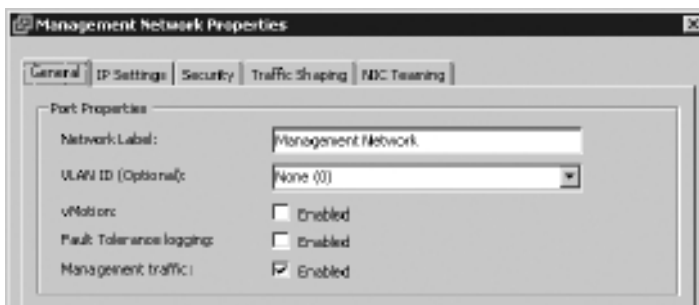 Management Network Properties
General IP Settings Security Traffic Shaping NIC Teaming
Port Properties
Network Label: Management Network
VLAN ID (Optional): None (0)
vMotion: Enabled
Fault Tolerance logging: Enabled
Management traffic: Enabled